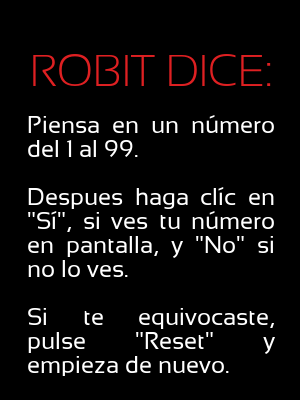 ROBIT DICE:
Piensa en un número
del 1 al 99.
Despues haga clíc en
"Sí", si ves tu número
en pantalla, y "No" si
no lo ves.
Si te equivocaste,
pulse "Reset" y
empieza de nuevo.